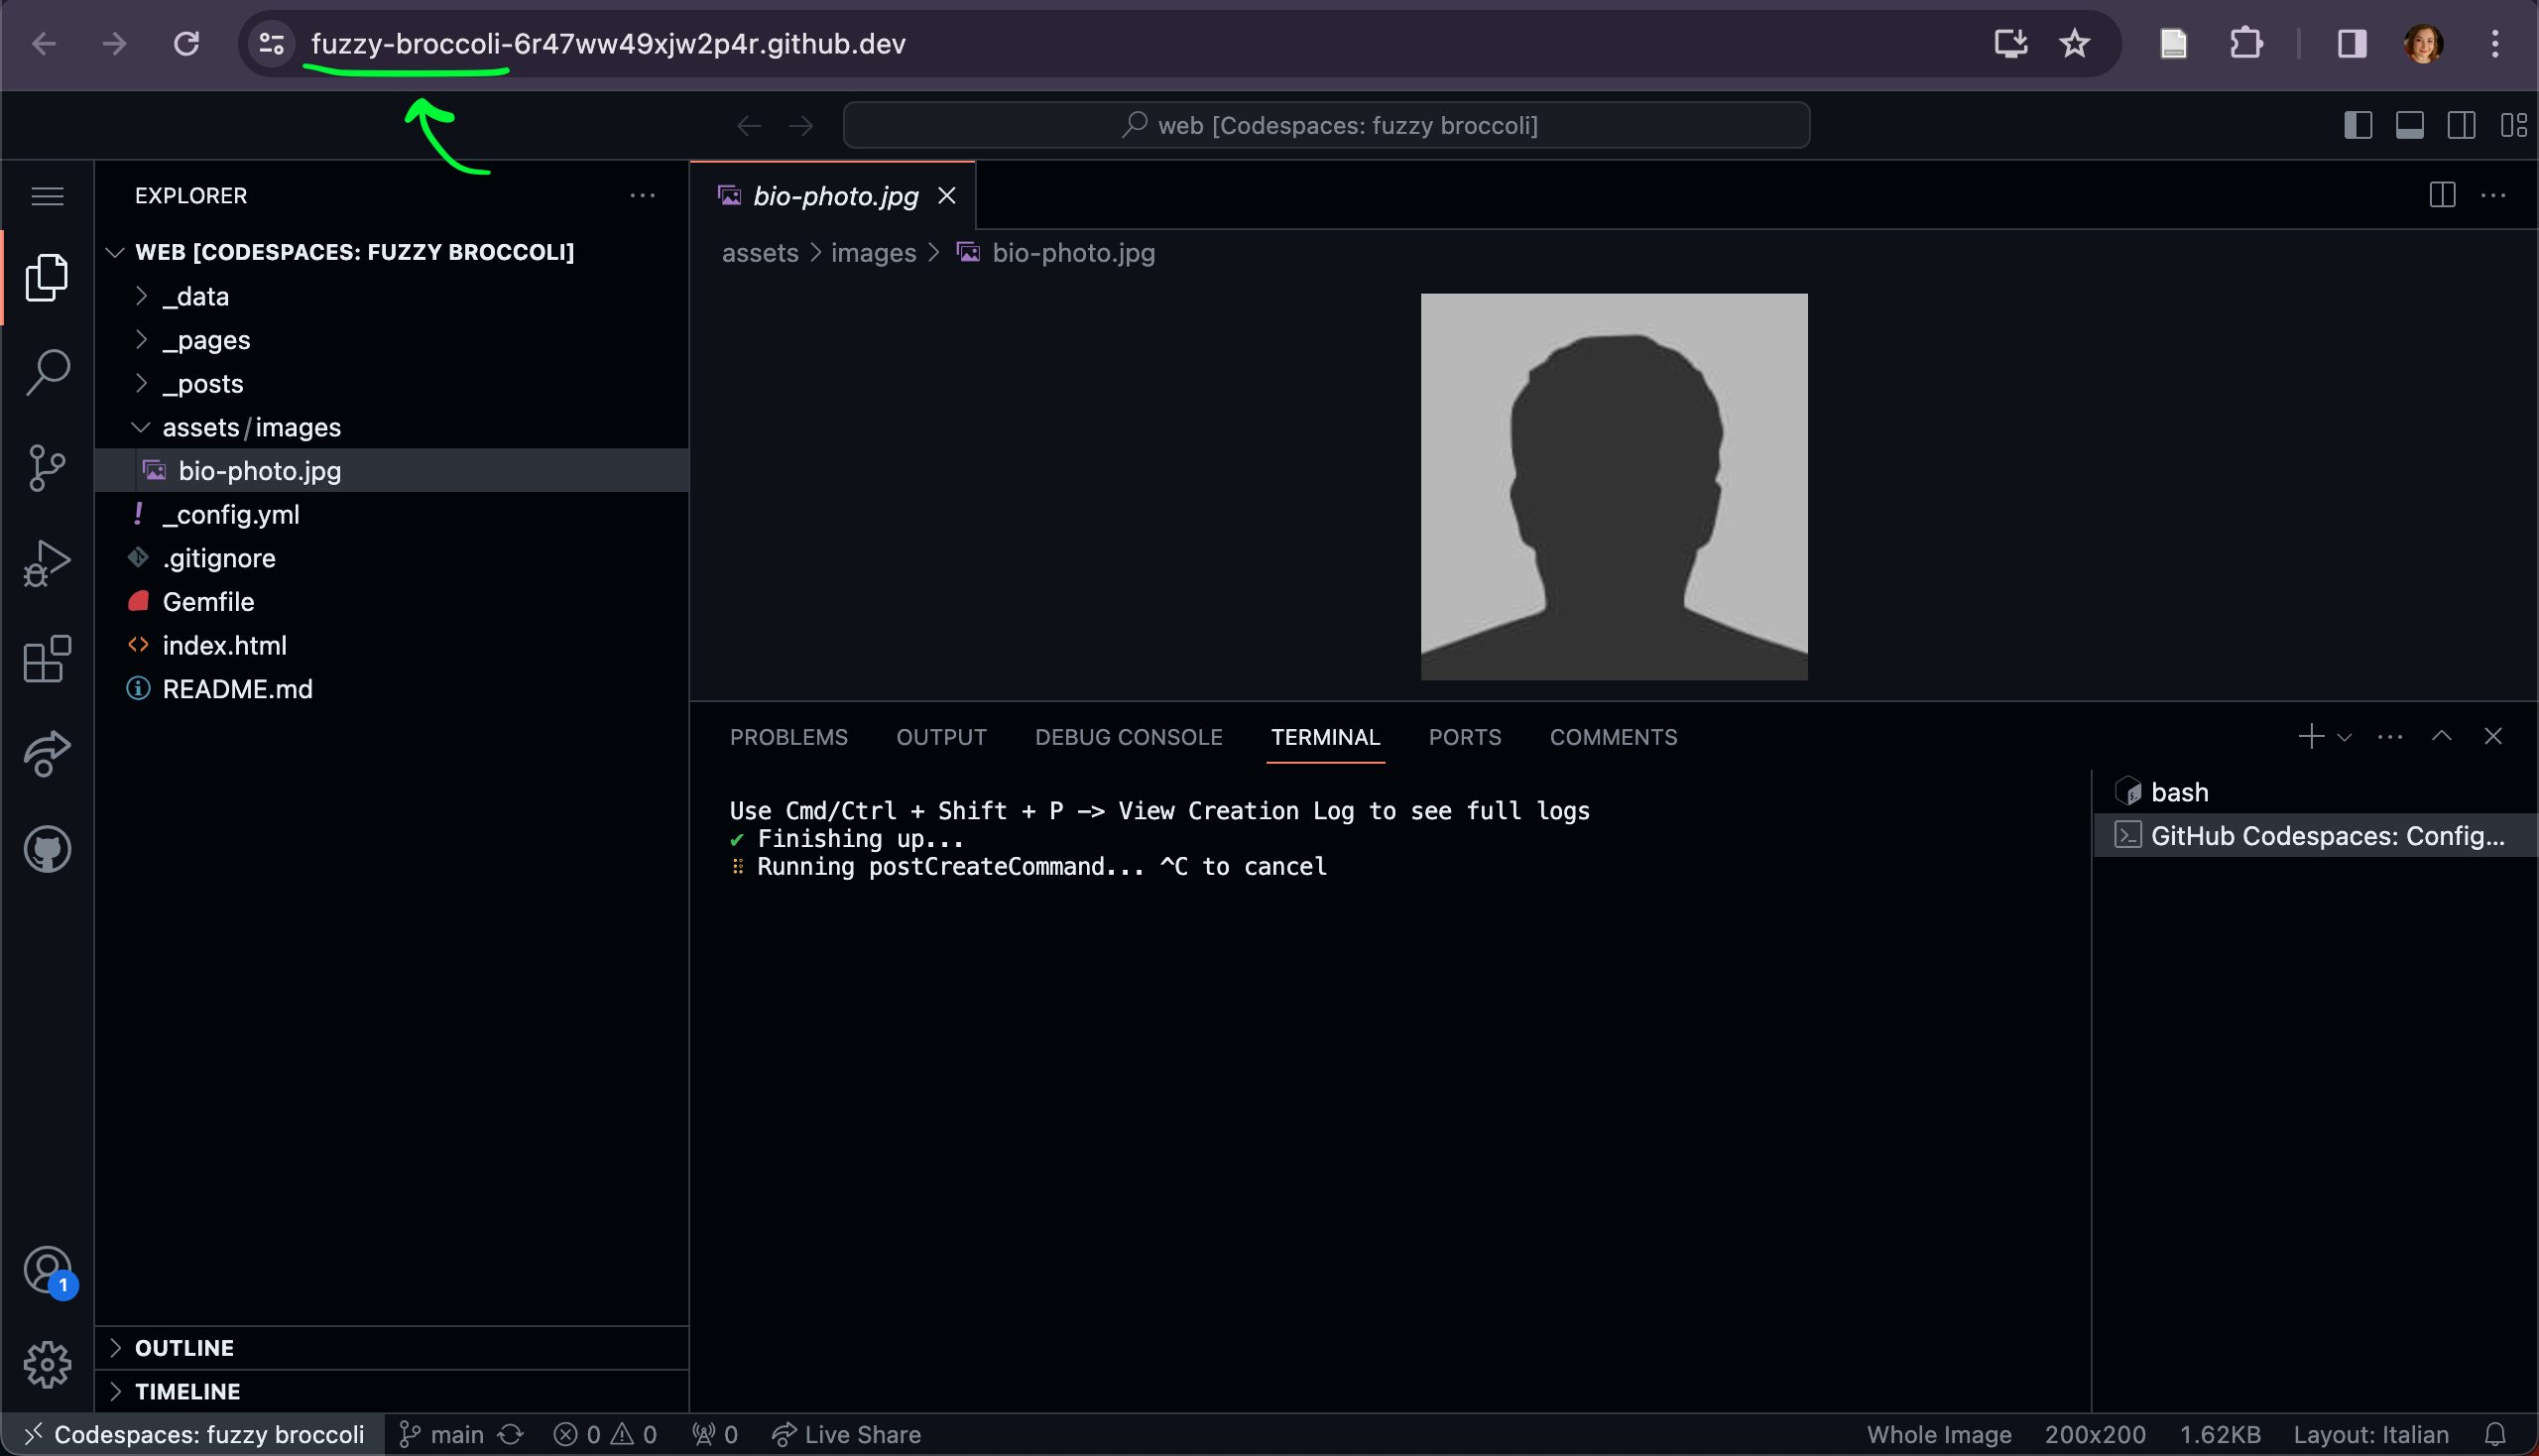 fuzzy-broccoli-6r47ww49xjw2p4r.github.dev
web [Codespaces: fuzzy broccoli]
EXPLORER
WEB [CODESPACES: FUZZY BROCCOLI]
_data
_pages
_posts
assets/images
bio-photo.jpg
_config.yml
.gitignore
Gemfile
index.html
README.md
OUTLINE
TIMELINE
bio-photo.jpg
assets > images > bio-photo.jpg
PROBLEMS OUTPUT DEBUG CONSOLE TERMINAL PORTS COMMENTS
Use Cmd/Ctrl + Shift + P -> View Creation Log to see full logs
✔ Finishing up...
⠿ Running postCreateCommand... ^C to cancel
bash
GitHub Codespaces: Config...
1
Codespaces: fuzzy broccoli main 0 0 0 Live Share Whole Image 200x200 1.62KB Layout: Italian